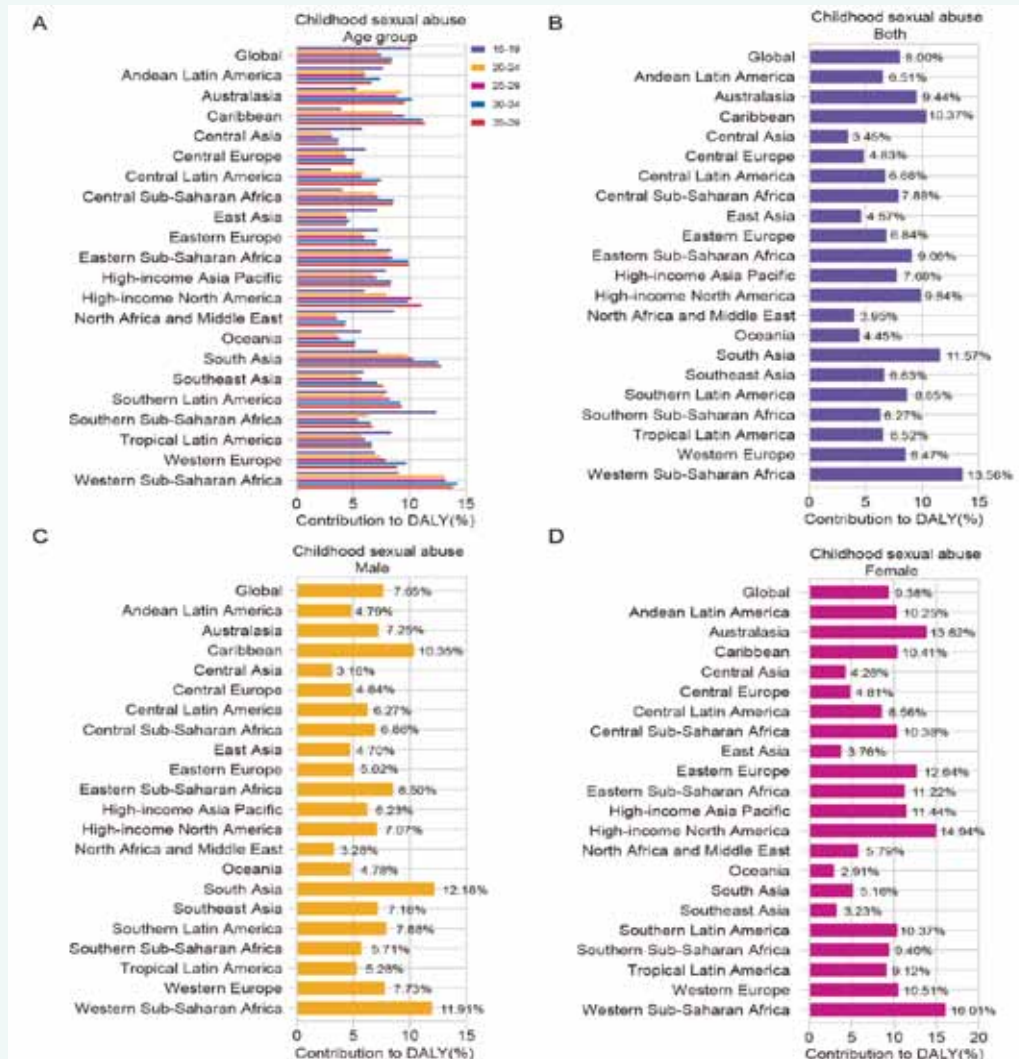 A
Childhood sexual abuse
Age group
15-19
20-24
25-29
30-34
35-39
Global
Andean Latin America
Australasia
Caribbean
Central Asia
Central Europe
Central Latin America
Central Sub-Saharan Africa
East Asia
Eastern Europe
Eastern Sub-Saharan Africa
High-income Asia Pacific
High-income North America
North Africa and Middle East
Oceania
South Asia
Southeast Asia
Southern Latin America
Southern Sub-Saharan Africa
Tropical Latin America
Western Europe
Western Sub-Saharan Africa
0 5 10 15
Contribution to DALY(%)
B
Childhood sexual abuse
Both
Global 8.00%
Andean Latin America 6.51%
Australasia 9.44%
Caribbean 10.37%
Central Asia 3.45%
Central Europe 4.83%
Central Latin America 6.68%
Central Sub-Saharan Africa 7.88%
East Asia 4.57%
Eastern Europe 6.84%
Eastern Sub-Saharan Africa 9.06%
High-income Asia Pacific 7.68%
High-income North America 9.84%
North Africa and Middle East 3.95%
Oceania 4.45%
South Asia 11.57%
Southeast Asia 6.63%
Southern Latin America 8.65%
Southern Sub-Saharan Africa 6.27%
Tropical Latin America 6.52%
Western Europe 8.47%
Western Sub-Saharan Africa 13.56%
0 5 10 15
Contribution to DALY(%)
C
Childhood sexual abuse
Male
Global 7.65%
Andean Latin America 4.79%
Australasia 7.25%
Caribbean 10.35%
Central Asia 3.16%
Central Europe 4.84%
Central Latin America 6.27%
Central Sub-Saharan Africa 6.86%
East Asia 4.70%
Eastern Europe 5.02%
Eastern Sub-Saharan Africa 8.50%
High-income Asia Pacific 6.23%
High-income North America 7.07%
North Africa and Middle East 3.28%
Oceania 4.78%
South Asia 12.18%
Southeast Asia 7.16%
Southern Latin America 7.88%
Southern Sub-Saharan Africa 5.71%
Tropical Latin America 5.28%
Western Europe 7.73%
Western Sub-Saharan Africa 11.91%
0 5 10 15
Contribution to DALY(%)
D
Childhood sexual abuse
Female
Global 9.38%
Andean Latin America 10.25%
Australasia 13.82%
Caribbean 10.41%
Central Asia 4.28%
Central Europe 4.81%
Central Latin America 8.56%
Central Sub-Saharan Africa 10.38%
East Asia 3.76%
Eastern Europe 12.64%
Eastern Sub-Saharan Africa 11.22%
High-income Asia Pacific 11.44%
High-income North America 14.94%
North Africa and Middle East 5.79%
Oceania 2.91%
South Asia 5.16%
Southeast Asia 3.23%
Southern Latin America 10.37%
Southern Sub-Saharan Africa 9.40%
Tropical Latin America 9.12%
Western Europe 10.51%
Western Sub-Saharan Africa 16.01%
0 5 10 15 20
Contribution to DALY(%)